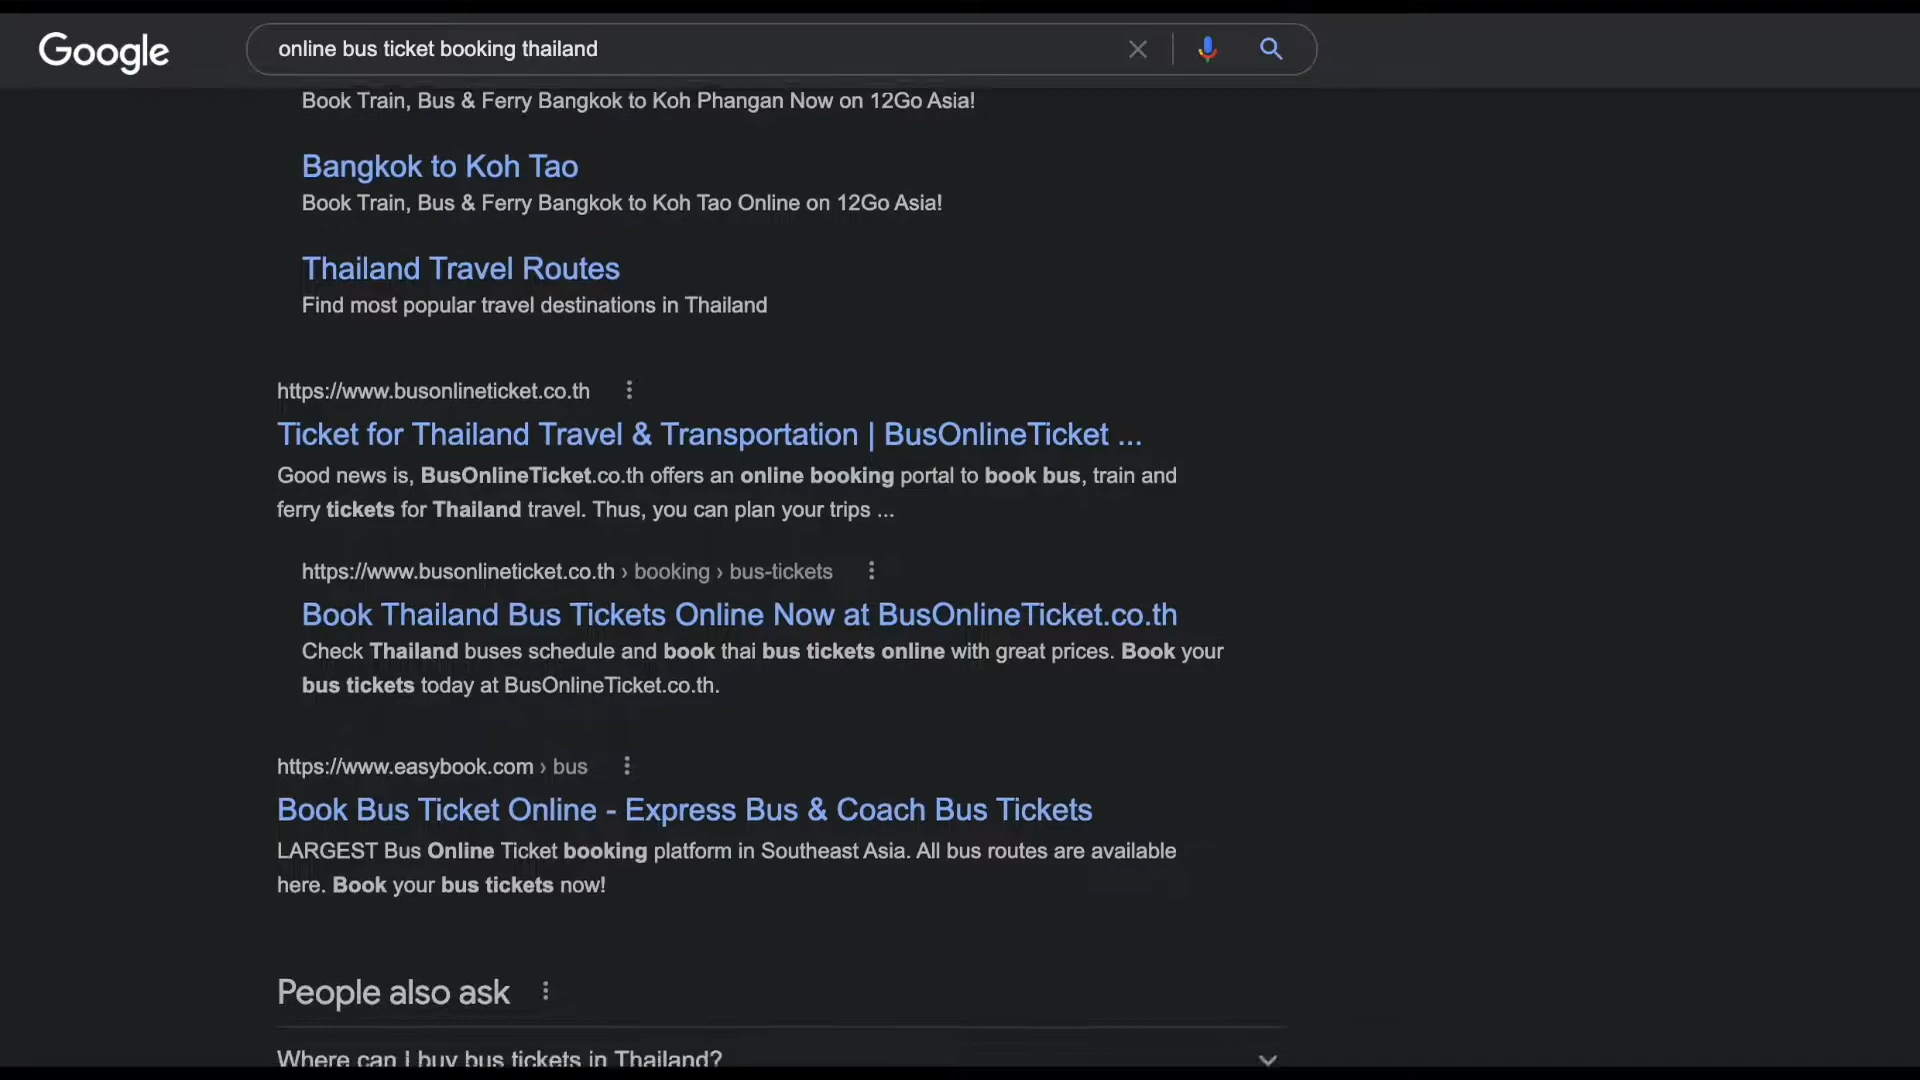 Google
online bus ticket booking thailand
Book Train, Bus & Ferry Bangkok to Koh Phangan Now on 12Go Asia!
Bangkok to Koh Tao
Book Train, Bus & Ferry Bangkok to Koh Tao Online on 12Go Asia!
Thailand Travel Routes
Find most popular travel destinations in Thailand
https://www.busonlineticket.co.th
Ticket for Thailand Travel & Transportation | BusOnlineTicket ...
Good news is, BusOnlineTicket.co.th offers an online booking portal to book bus, train and
ferry tickets for Thailand travel. Thus, you can plan your trips ...
https://www.busonlineticket.co.th › booking › bus-tickets
Book Thailand Bus Tickets Online Now at BusOnlineTicket.co.th
Check Thailand buses schedule and book thai bus tickets online with great prices. Book your
bus tickets today at BusOnlineTicket.co.th.
https://www.easybook.com › bus
Book Bus Ticket Online - Express Bus & Coach Bus Tickets
LARGEST Bus Online Ticket booking platform in Southeast Asia. All bus routes are available
here. Book your bus tickets now!
People also ask
Where can I buy bus tickets in Thailand?